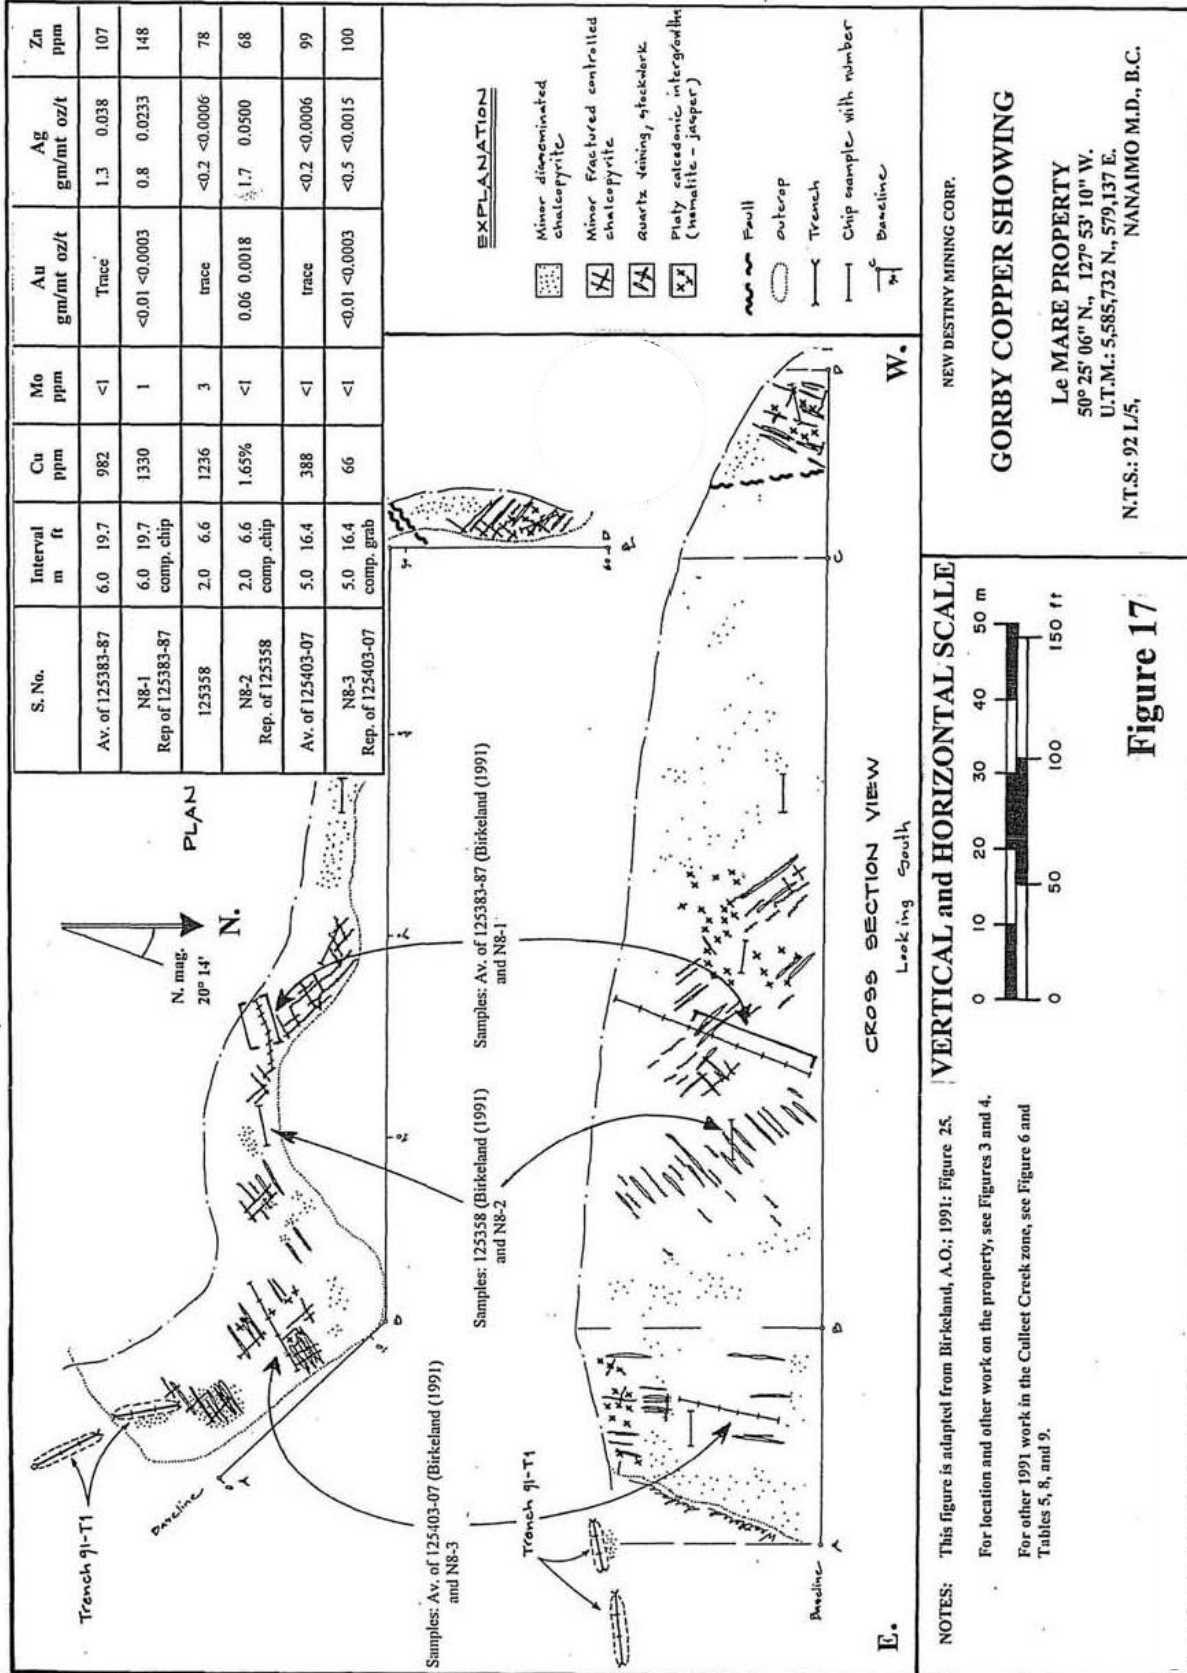 S. No.
Interval
m ft
Cu
ppm
Mo
ppm
Au
gm/mt oz/t
Ag
gm/mt oz/t
Zn
ppm
Av. of 125383-87
6.0 19.7
982
<1
Trace
1.3 0.038
107
N8-1
Rep of 125383-87
6.0 19.7
comp. chip
1330
1
<0.01 <0.0003
0.8 0.0233
148
125358
2.0 6.6
1236
3
trace
<0.2 <0.0006
78
N8-2
Rep. of 125358
2.0 6.6
comp .chip
1.65%
<1
0.06 0.0018
1.7 0.0500
68
Av. of 125403-07
5.0 16.4
388
<1
trace
<0.2 <0.0006
99
N8-3
Rep. of 125403-07
5.0 16.4
comp. grab
66
<1
<0.01 <0.0003
<0.5 <0.0015
100
PLAN
N. mag.
20° 14'
N.
Trench 91-T1
Baseline
A
B
D
Samples: Av. of 125403-07 (Birkeland (1991)
and N8-3
Samples: 125358 (Birkeland (1991)
and N8-2
Samples: Av. of 125383-87 (Birkeland (1991)
and N8-1
Trench 91-T1
Baseline
A
B
C
D
E.
W.
CROSS SECTION VIEW
Looking South
EXPLANATION
Minor disseminated
chalcopyrite
Minor fractured controlled
chalcopyrite
Quartz veining, stockwork
Platy calcedonic intergrowths
(hematite - jasper)
Fault
Outcrop
Trench
Chip example with number
Baseline
NOTES: This figure is adapted from Birkeland, A.O.; 1991: Figure 25.
For location and other work on the property, see Figures 3 and 4.
For other 1991 work in the Culleet Creek zone, see Figure 6 and
Tables 5, 8, and 9.
VERTICAL and HORIZONTAL SCALE
0 10 20 30 40 50 m
0 50 100 150 ft
Figure 17
NEW DESTINY MINING CORP.
GORBY COPPER SHOWING
Le MARE PROPERTY
50° 25' 06" N., 127° 53' 10" W.
U.T.M.: 5,585,732 N., 579,137 E.
N.T.S.: 92 L/5, NANAIMO M.D., B.C.